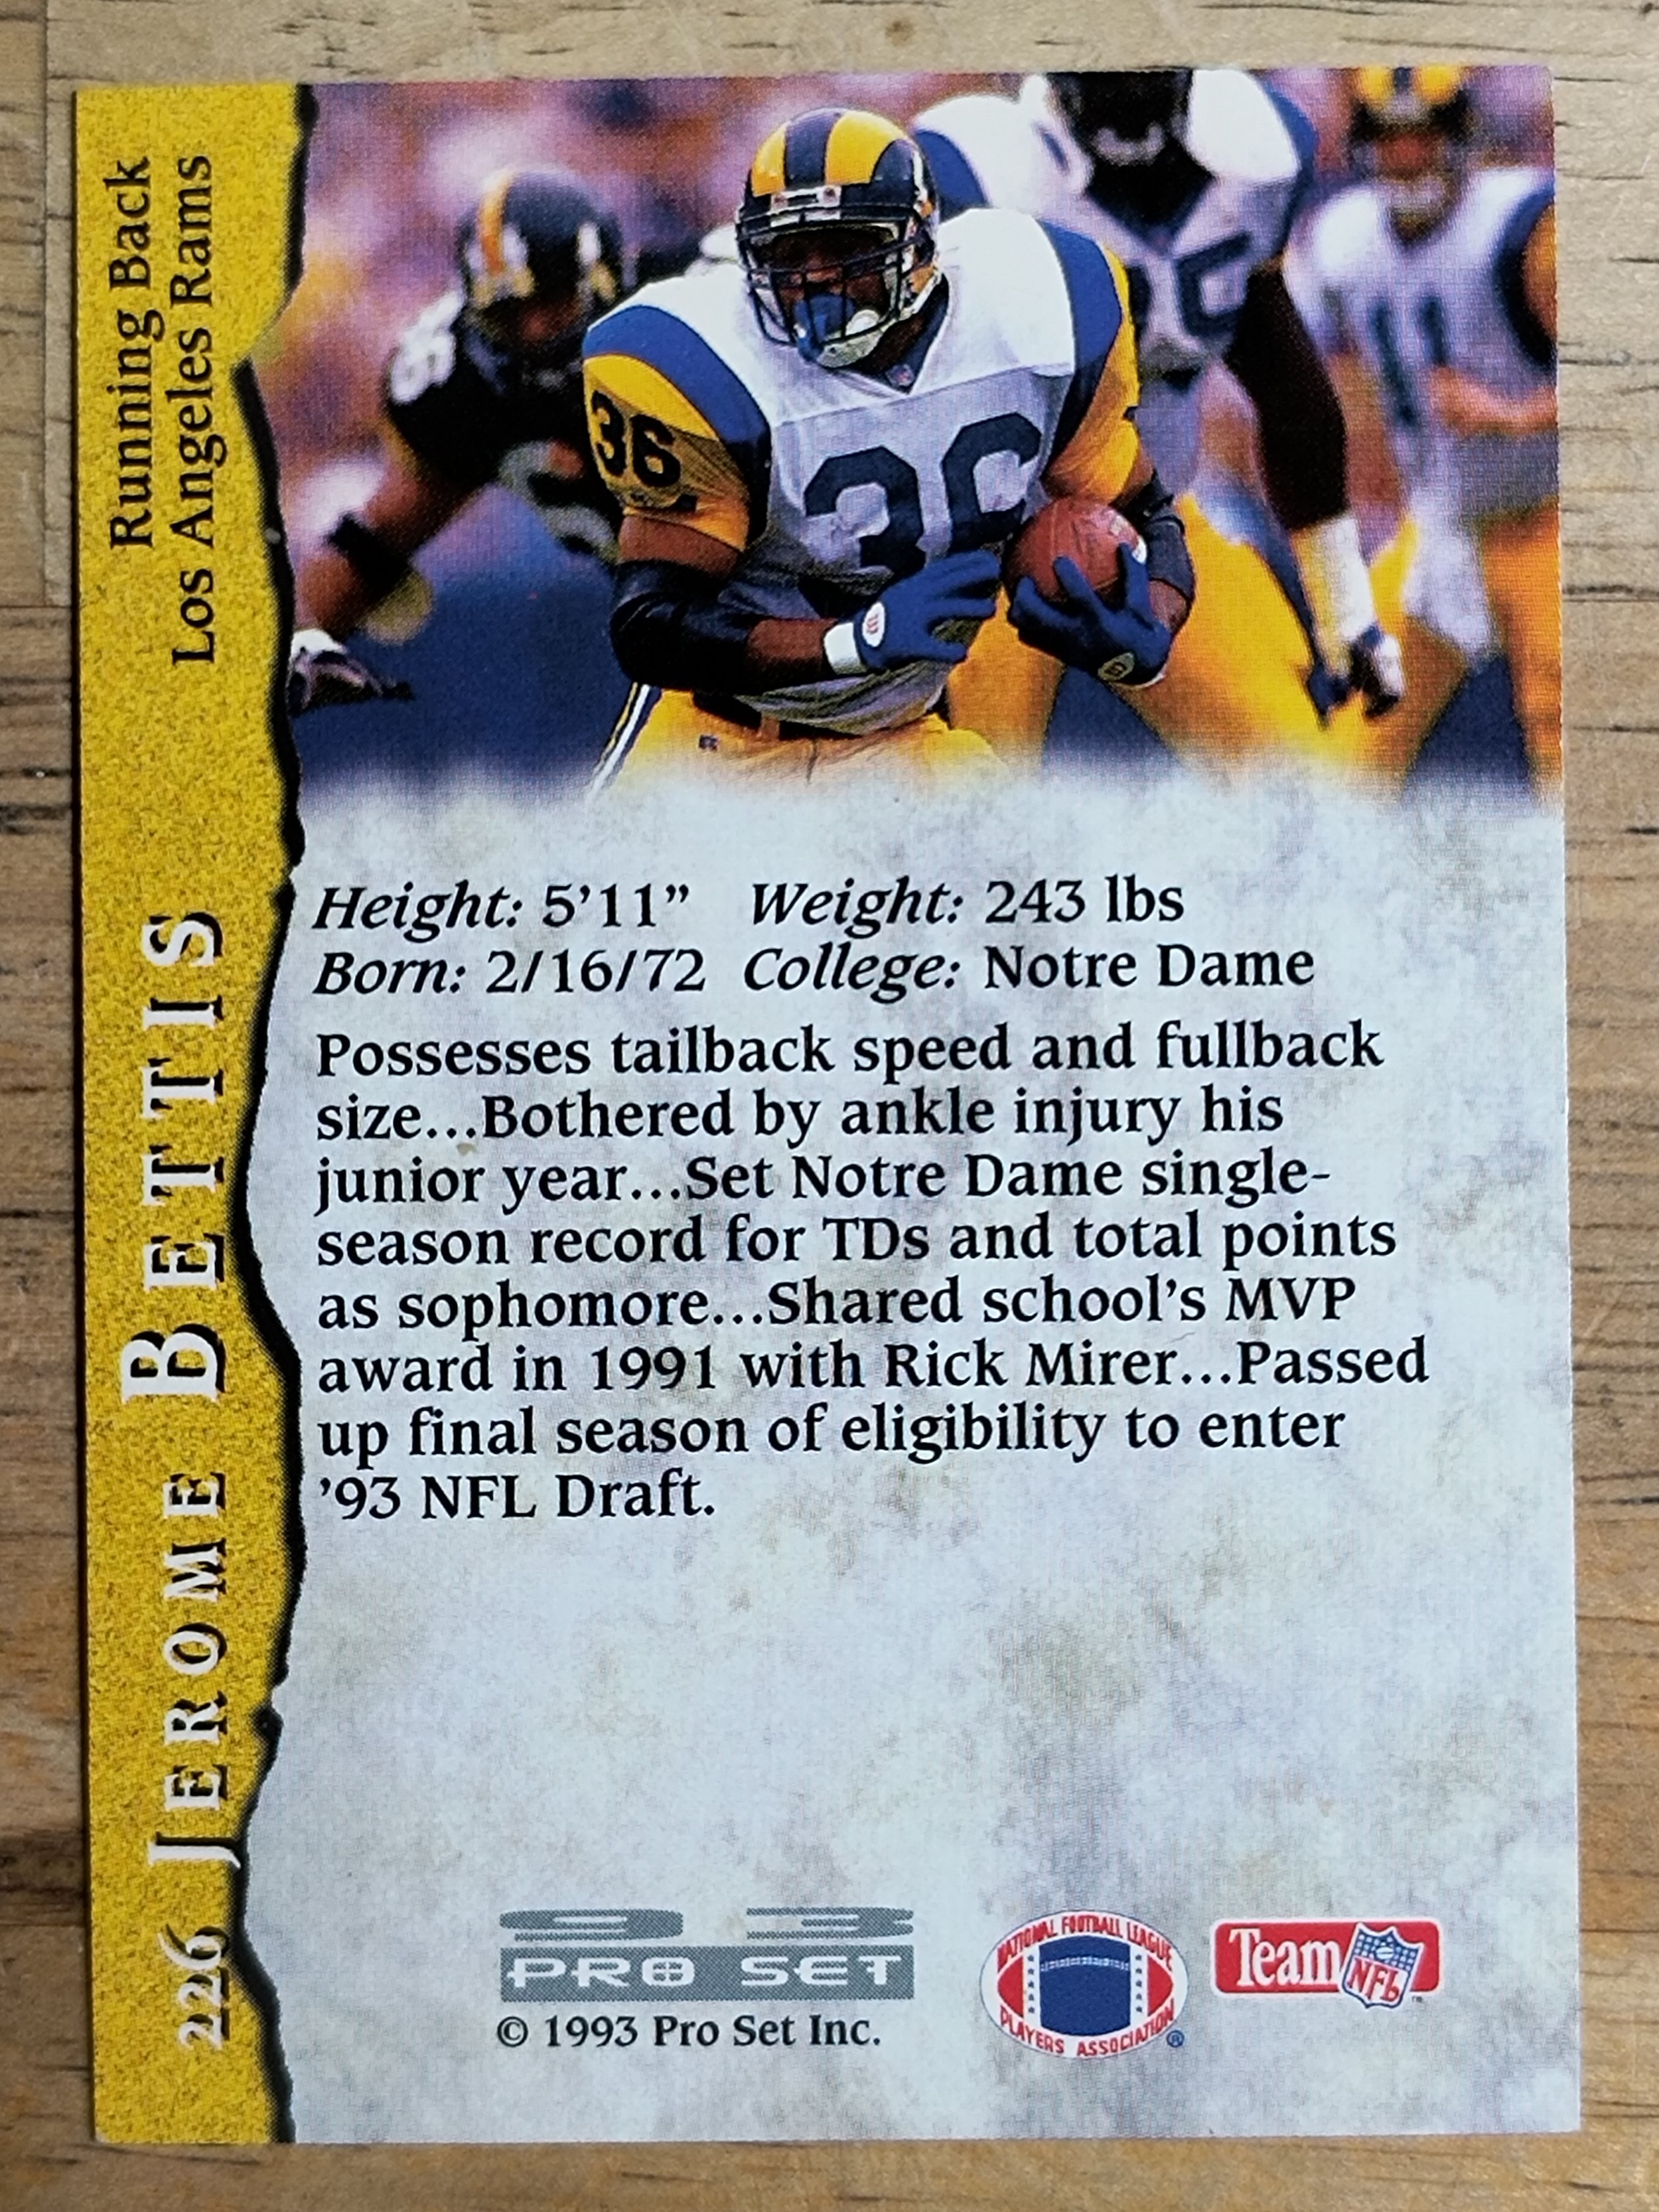 Running Back
Los Angeles Rams
226 JEROME BETTIS
36
36
Height: 5’11” Weight: 243 lbs
Born: 2/16/72 College: Notre Dame
Possesses tailback speed and fullback
size...Bothered by ankle injury his
junior year...Set Notre Dame single-
season record for TDs and total points
as sophomore...Shared school’s MVP
award in 1991 with Rick Mirer...Passed
up final season of eligibility to enter
’93 NFL Draft.
93
PRO SET
© 1993 Pro Set Inc.
NATIONAL FOOTBALL LEAGUE
PLAYERS ASSOCIATION ®
Team NFL
11